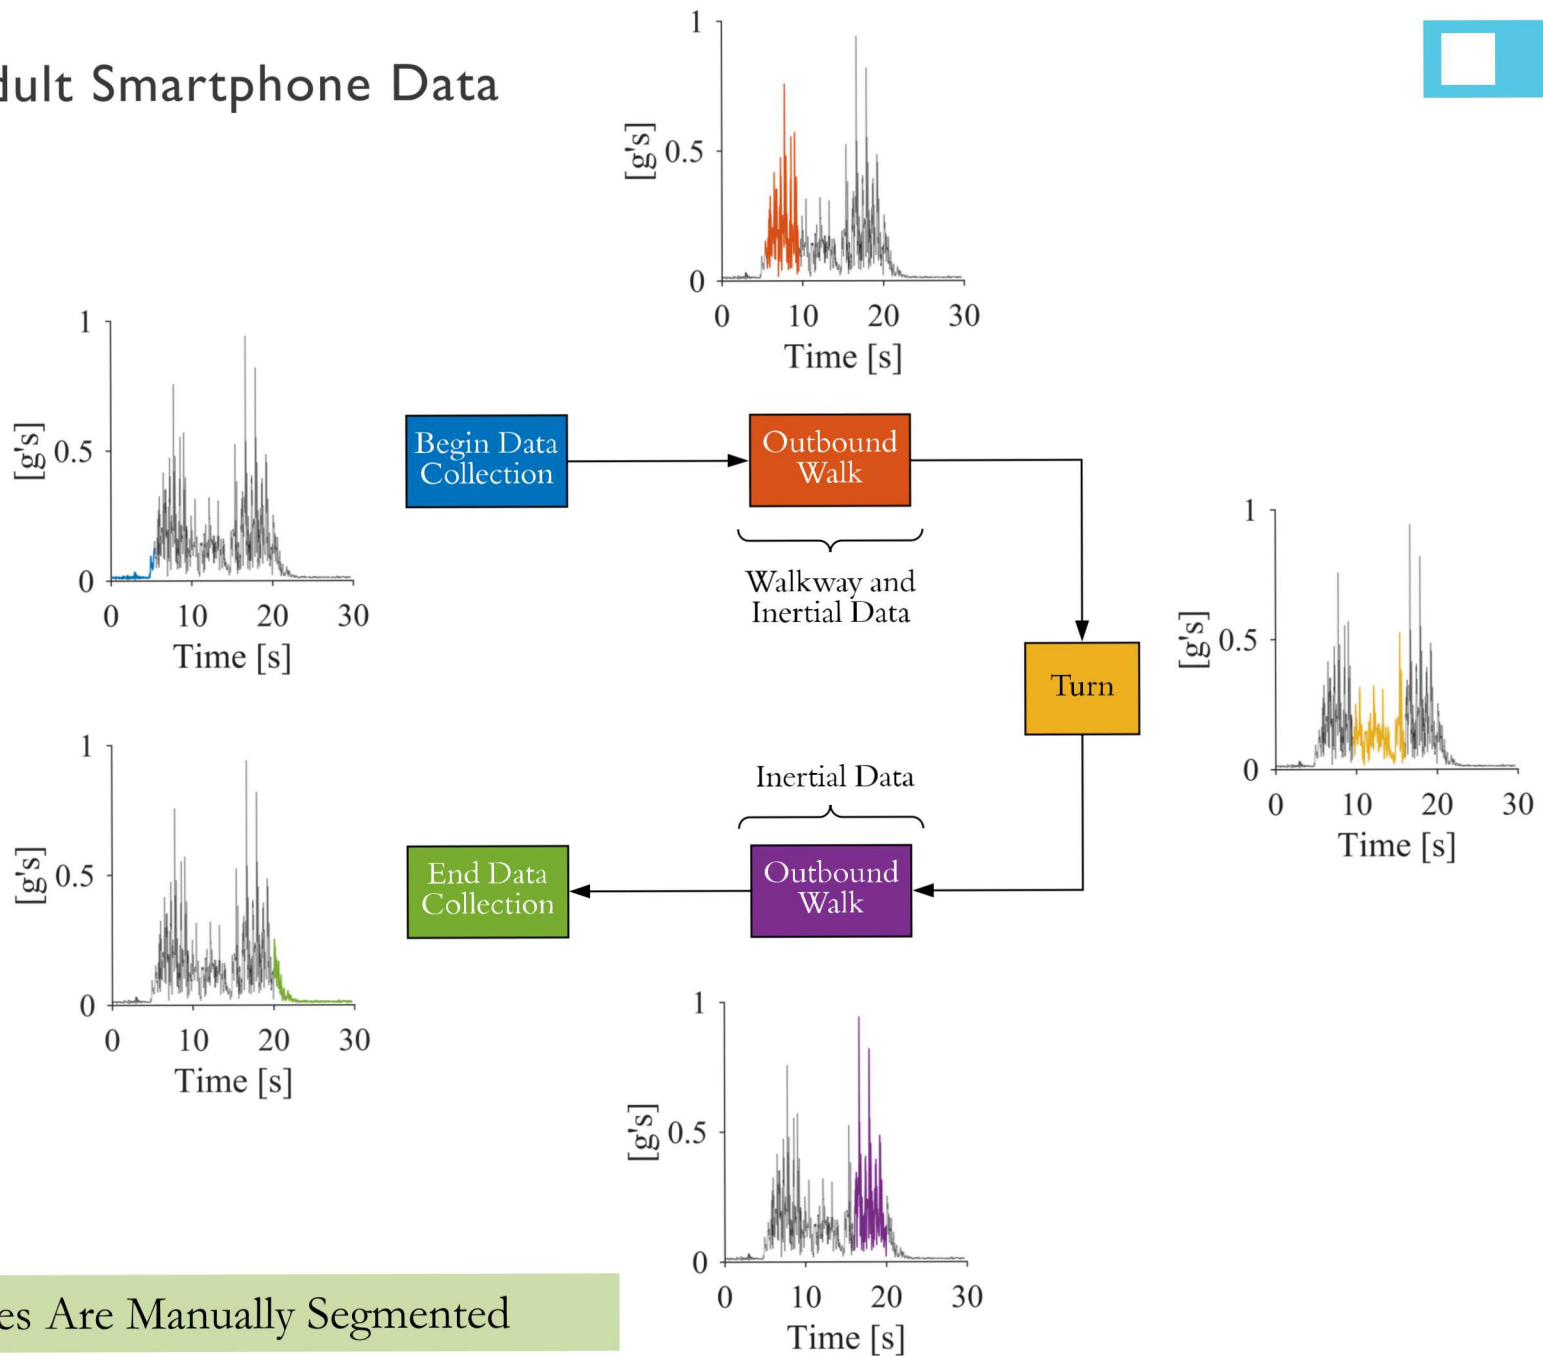 dult Smartphone Data
1
0.5
0
[g's]
0 10 20 30
Time [s]
1
0.5
0
[g's]
0 10 20 30
Time [s]
Begin Data
Collection
Outbound
Walk
Walkway and
Inertial Data
Turn
1
0.5
0
[g's]
0 10 20 30
Time [s]
Inertial Data
Outbound
Walk
End Data
Collection
1
0.5
0
[g's]
0 10 20 30
Time [s]
1
0.5
0
[g's]
0 10 20 30
Time [s]
es Are Manually Segmented